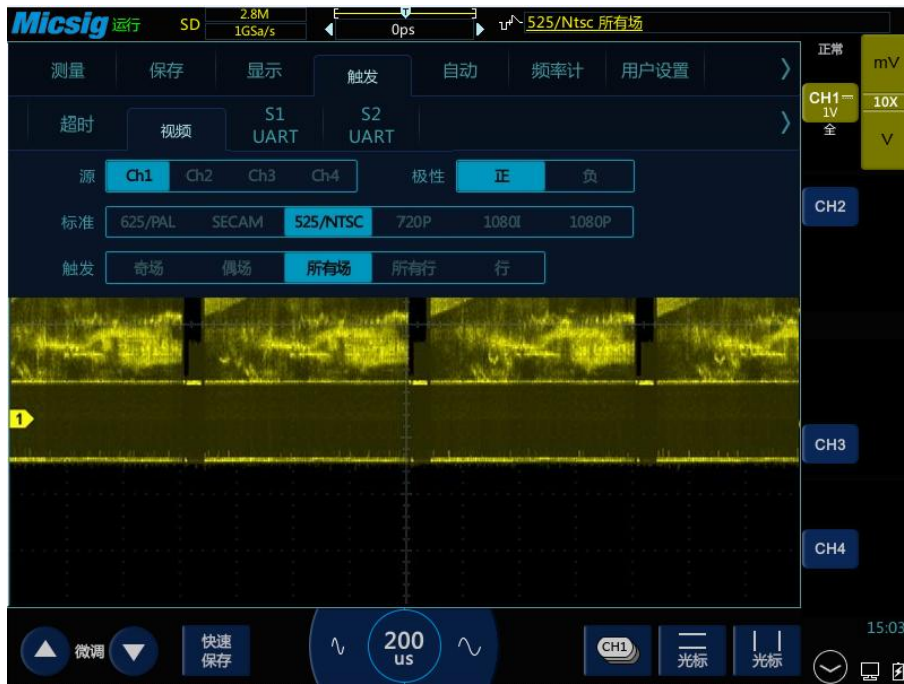 Micsig 运行 SD 2.8M 1GSa/s T 0ps 525/Ntsc 所有场
测量 保存 显示 触发 自动 频率计 用户设置
超时 视频 S1 UART S2 UART
源 Ch1 Ch2 Ch3 Ch4 极性 正 负
标准 625/PAL SECAM 525/NTSC 720P 1080I 1080P
触发 奇场 偶场 所有场 所有行 行
1
正常
CH1
1V
全
mV
10X
V
CH2
CH3
CH4
微调 快速保存 200 us CH1 光标 光标
15:03